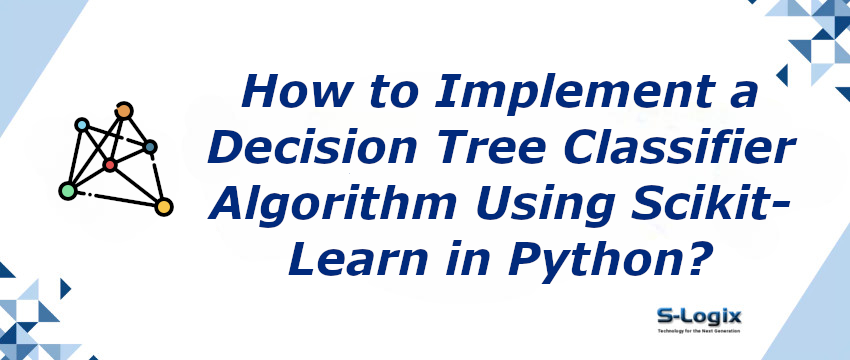 How to Implement a
Decision Tree Classifier
Algorithm Using Scikit-
Learn in Python?
S-Logix
Technology for the Next Generation